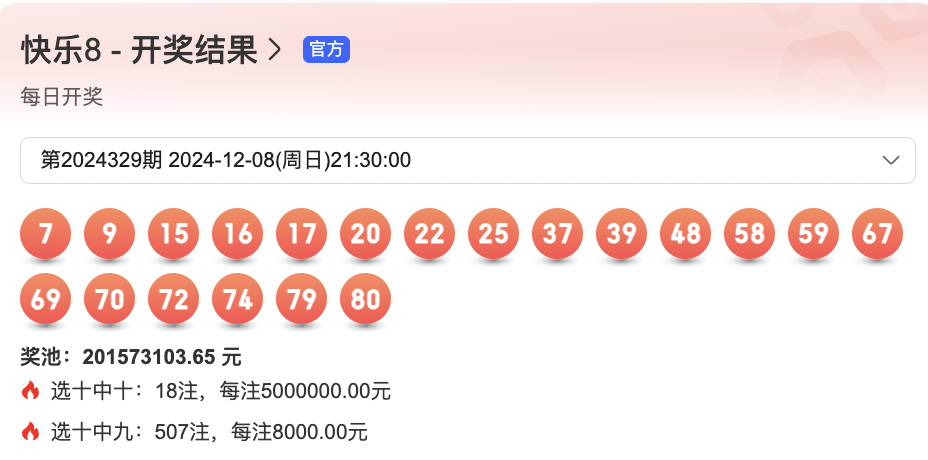 快乐8 - 开奖结果 > 官方
每日开奖
第2024329期 2024-12-08(周日)21:30:00
7 9 15 16 17 20 22 25 37 39 48 58 59 67
69 70 72 74 79 80
奖池：201573103.65 元
选十中十：18注，每注5000000.00元
选十中九：507注，每注8000.00元